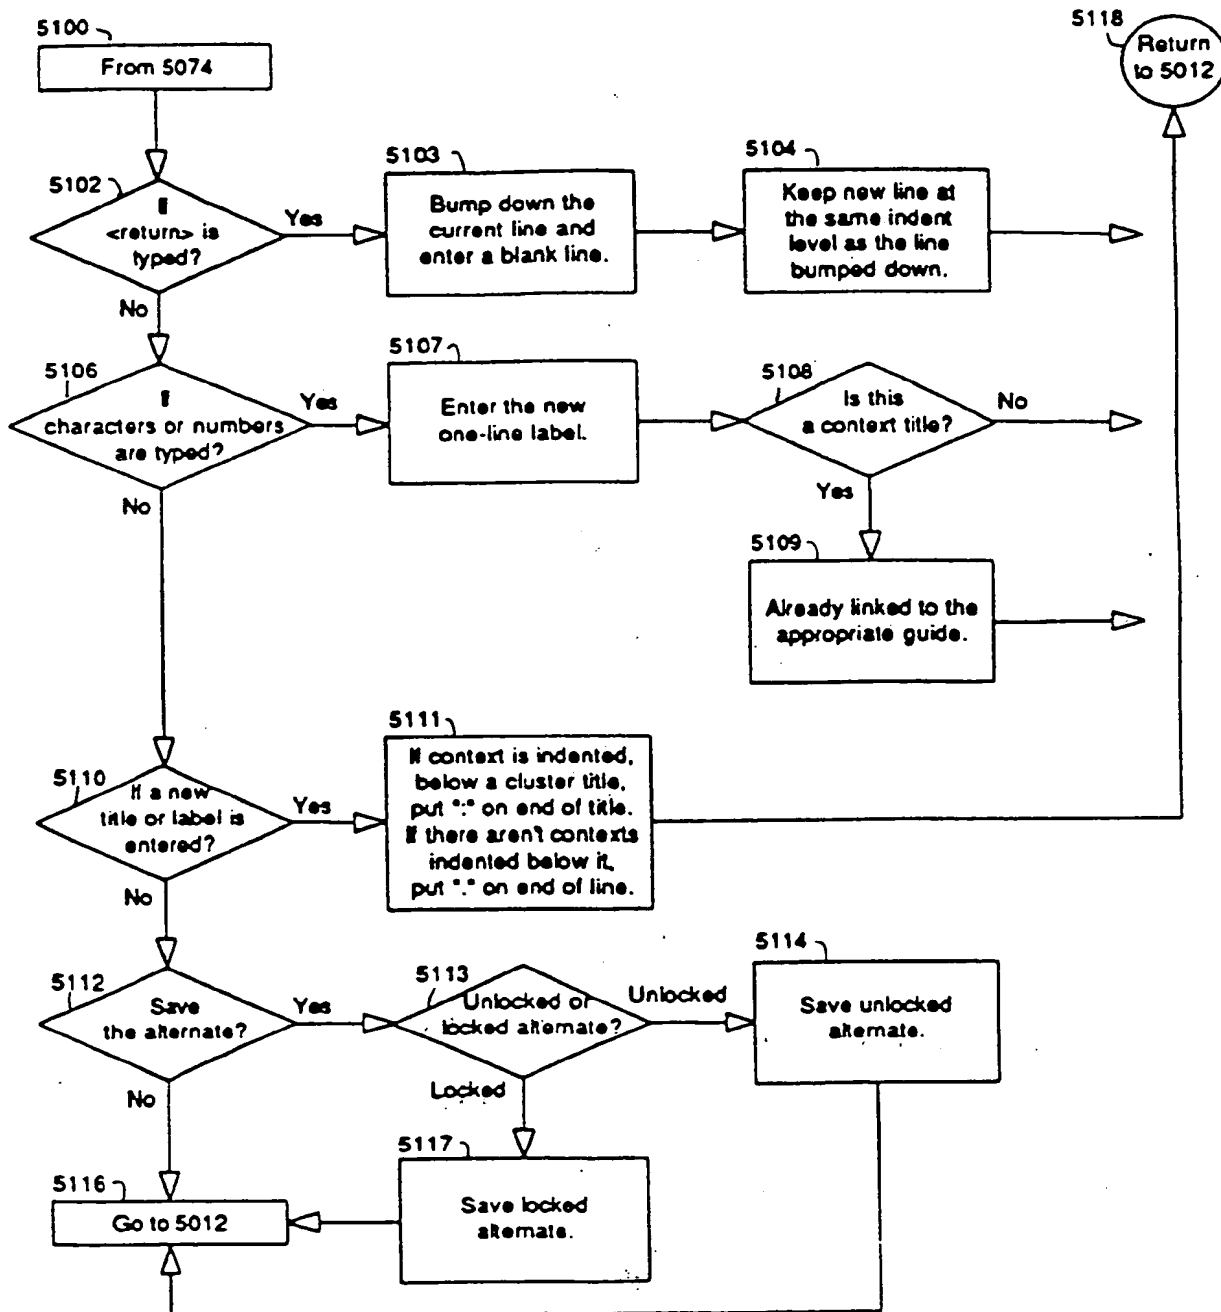 5100
From 5074
5118
Return
to 5012
5102
If
<return> is
typed?
Yes
No
5103
Bump down the
current line and
enter a blank line.
5104
Keep new line at
the same indent
level as the line
bumped down.
5106
If
characters or numbers
are typed?
Yes
No
5107
Enter the new
one-line label.
5108
Is this
a context title?
No
Yes
5109
Already linked to the
appropriate guide.
5110
If a new
title or label is
entered?
Yes
No
5111
If context is indented,
below a cluster title,
put ":" on end of title.
If there aren't contexts
indented below it,
put "." on end of line.
5112
Save
the alternate?
Yes
No
5113
Unlocked or
locked alternate?
Unlocked
Locked
5114
Save unlocked
alternate.
5116
Go to 5012
5117
Save locked
alternate.